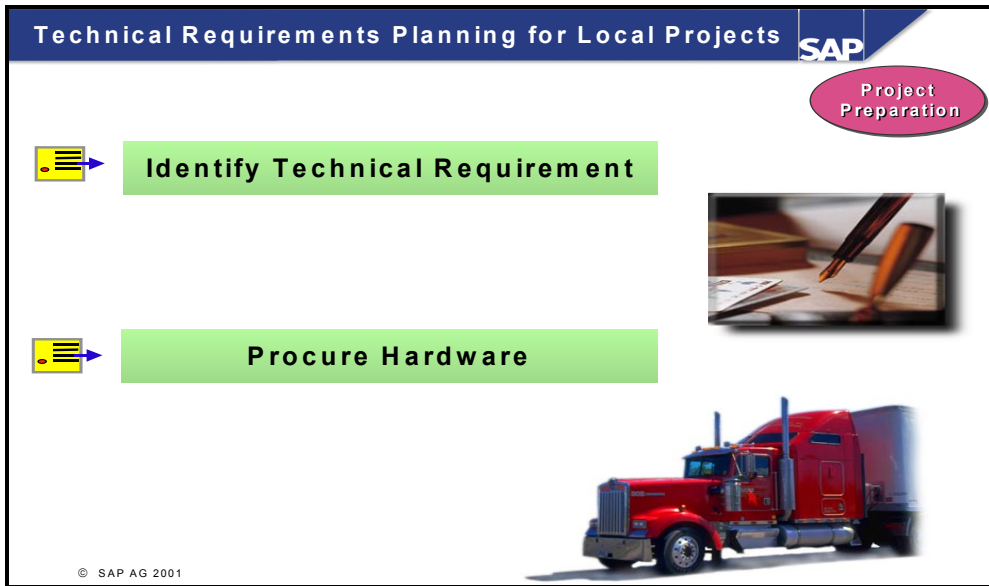 Technical Requirements Planning for Local Projects
SAP
Project
Preparation
Identify Technical Requirement
Procure Hardware
© SAP AG 2001